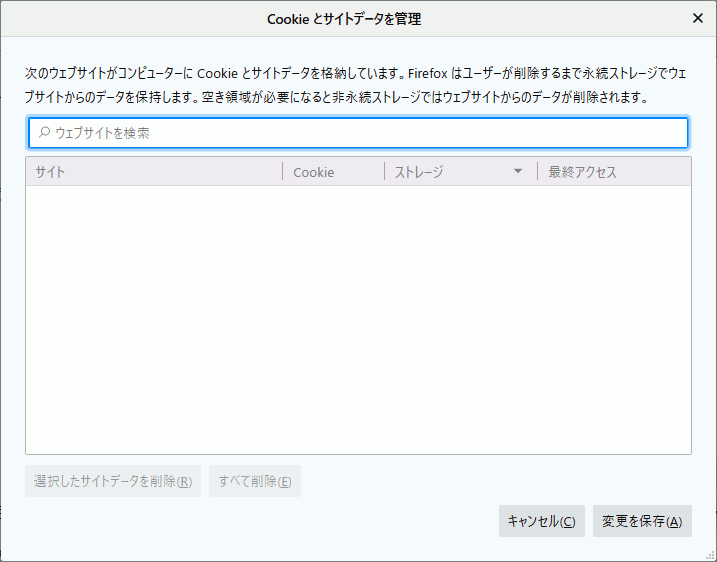 Cookie とサイトデータを管理
次のウェブサイトがコンピューターに Cookie とサイトデータを格納しています。Firefox はユーザーが削除するまで永続ストレージでウェ
ブサイトからのデータを保持します。空き領域が必要になると非永続ストレージではウェブサイトからのデータが削除されます。
ウェブサイトを検索
サイト Cookie ストレージ 最終アクセス
選択したサイトデータを削除(R) すべて削除(E)
キャンセル(C) 変更を保存(A)